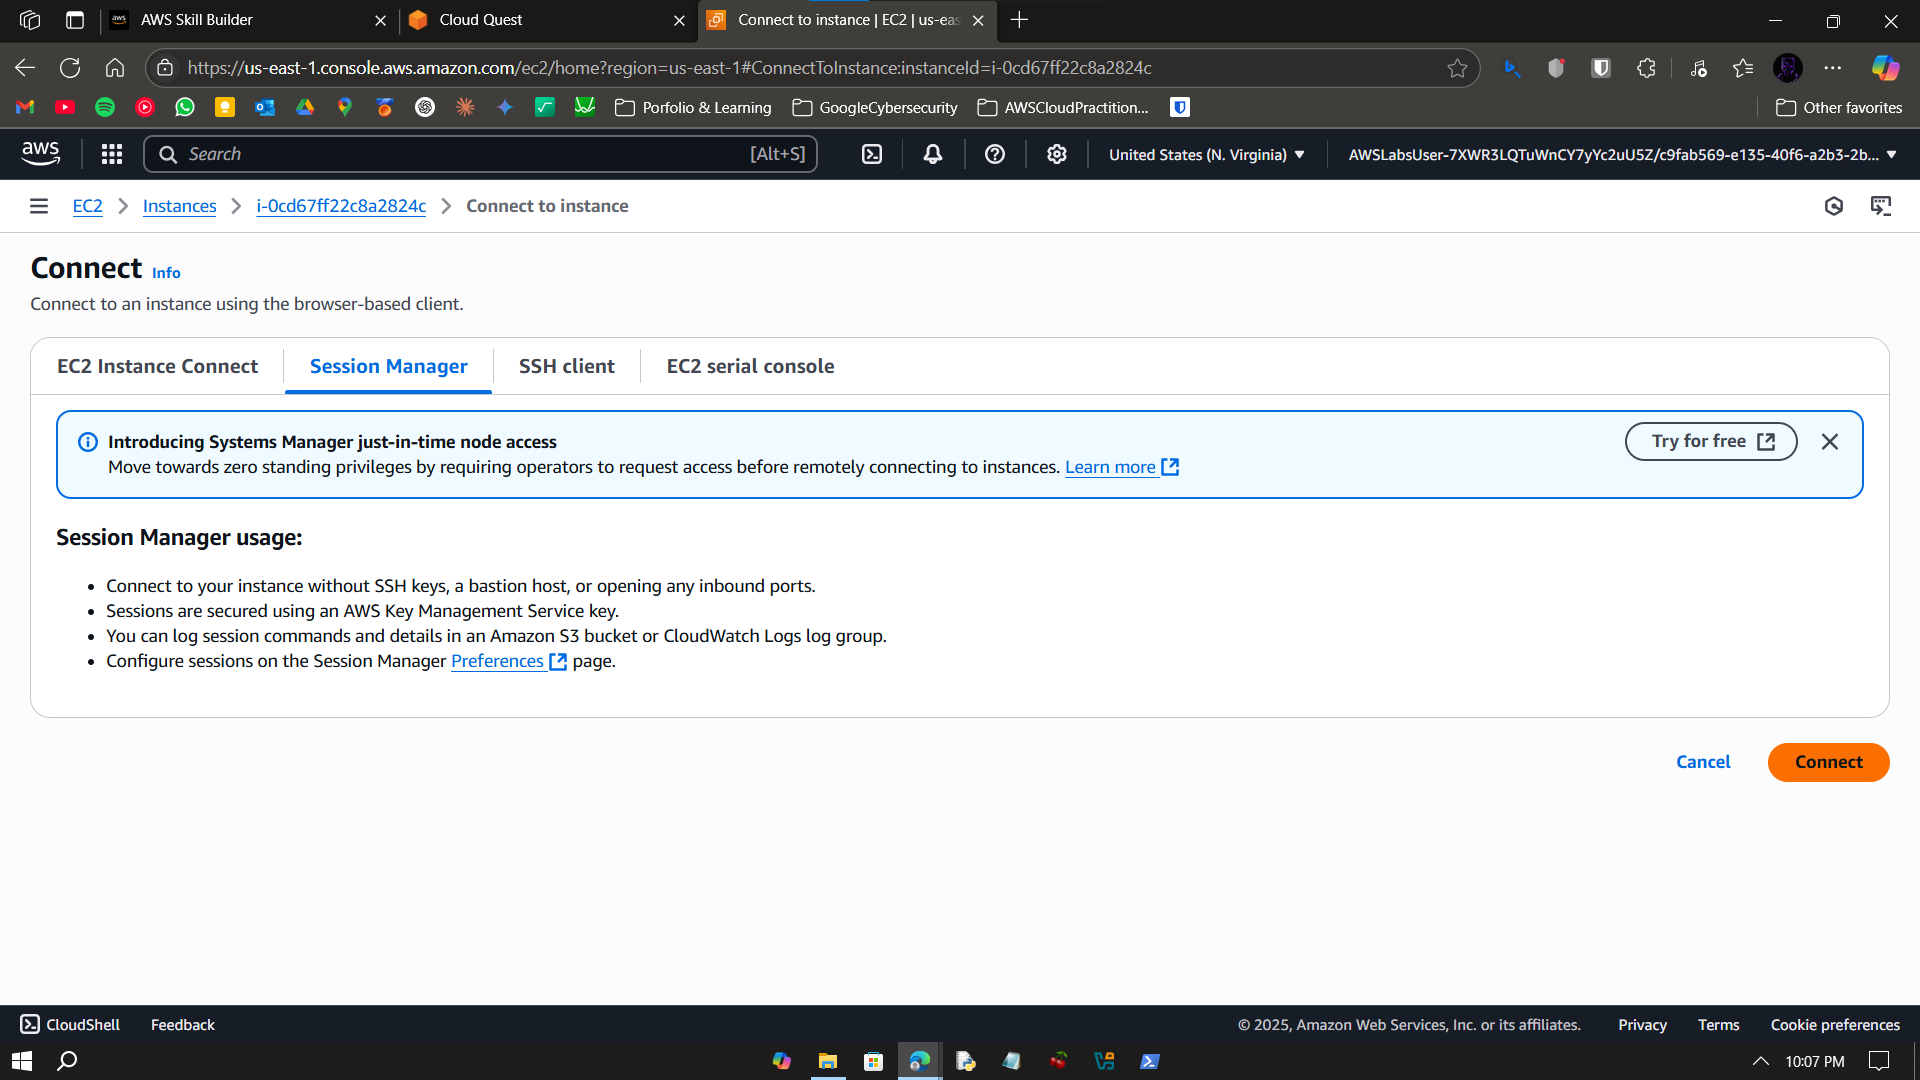 AWS Skill Builder
Cloud Quest
Connect to instance | EC2 | us-eas
https://us-east-1.console.aws.amazon.com/ec2/home?region=us-east-1#ConnectToInstance:instanceId=i-0cd67ff22c8a2824c
Porfolio & Learning
GoogleCybersecurity
AWSCloudPractition...
Other favorites
aws
Search
[Alt+S]
United States (N. Virginia)
AWSLabsUser-7XWR3LQTuWnCY7yYc2uU5Z/c9fab569-e135-40f6-a2b3-2b...
EC2
Instances
i-0cd67ff22c8a2824c
Connect to instance
Connect Info
Connect to an instance using the browser-based client.
EC2 Instance Connect
Session Manager
SSH client
EC2 serial console
Introducing Systems Manager just-in-time node access
Move towards zero standing privileges by requiring operators to request access before remotely connecting to instances. Learn more
Try for free
Session Manager usage:
• Connect to your instance without SSH keys, a bastion host, or opening any inbound ports.
• Sessions are secured using an AWS Key Management Service key.
• You can log session commands and details in an Amazon S3 bucket or CloudWatch Logs log group.
• Configure sessions on the Session Manager Preferences page.
Cancel
Connect
CloudShell
Feedback
© 2025, Amazon Web Services, Inc. or its affiliates.
Privacy
Terms
Cookie preferences
10:07 PM